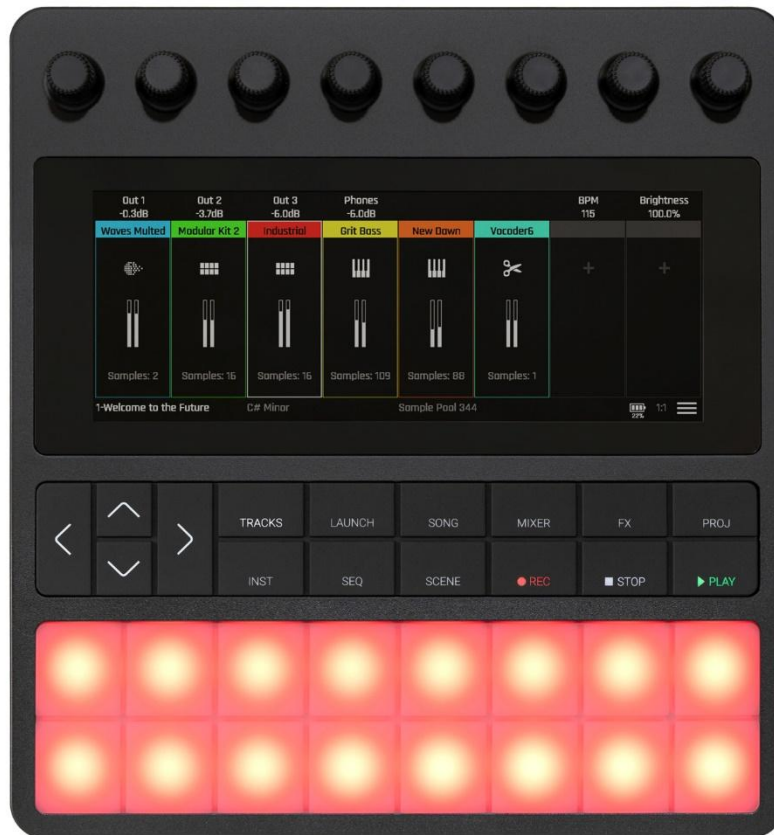 Out 1 Out 2 Out 3 Phones BPM Brightness
-0.3dB -3.7dB -6.0dB -6.0dB 115 100.0%
Waves Multed Modular Kit 2 Industrial Grit Bass New Dawn Vocoder6
+ +
Samples: 2 Samples: 16 Samples: 16 Samples: 109 Samples: 88 Samples: 1
1-Welcome to the Future C# Minor Sample Pool 344 1:1
22%
TRACKS LAUNCH SONG MIXER FX PROJ
INST SEQ SCENE REC STOP PLAY